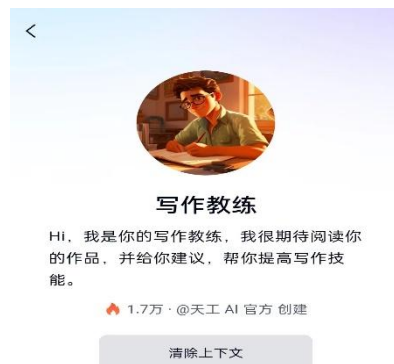 写作教练
Hi，我是你的写作教练，我很期待阅读你
的作品，并给你建议，帮你提高写作技
能。
1.7万 · @天工 AI 官方 创建
清除上下文